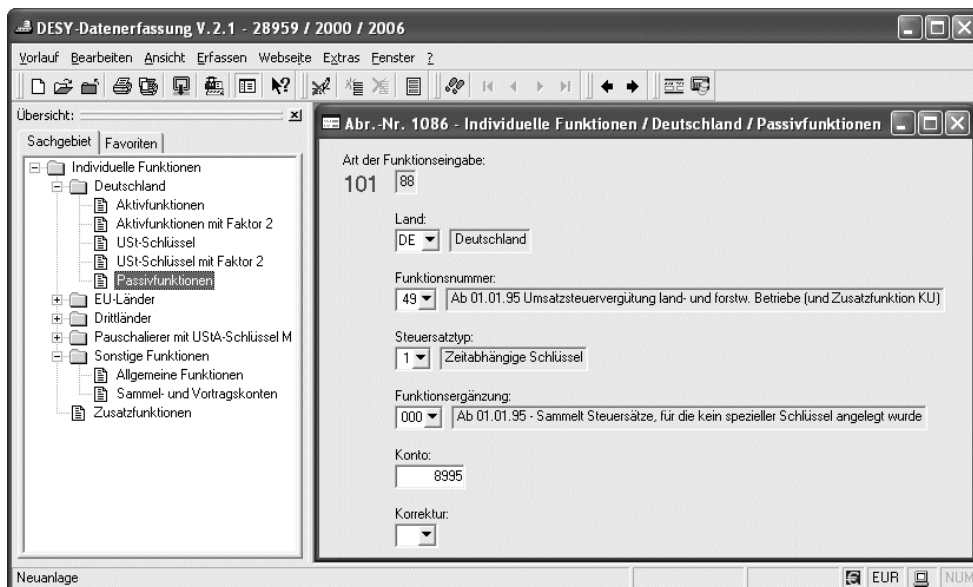 DESY-Datenerfassung V.2.1 - 28959 / 2000 / 2006
Vorlauf Bearbeiten Ansicht Erfassen Webseite Extras Fenster ?
Übersicht:
Sachgebiet Favoriten
Individuelle Funktionen
Deutschland
Aktivfunktionen
Aktivfunktionen mit Faktor 2
USt-Schlüssel
USt-Schlüssel mit Faktor 2
Passivfunktionen
EU-Länder
Drittländer
Pauschalierer mit UStA-Schlüssel M
Sonstige Funktionen
Allgemeine Funktionen
Sammel- und Vortragskonten
Zusatzfunktionen
Abr.-Nr. 1086 - Individuelle Funktionen / Deutschland / Passivfunktionen
Art der Funktionseingabe:
101 88
Land:
DE Deutschland
Funktionsnummer:
49 Ab 01.01.95 Umsatzsteuervergütung land- und forstw. Betriebe (und Zusatzfunktion KU)
Steuersatztyp:
1 Zeitabhängige Schlüssel
Funktionsergänzung:
000 Ab 01.01.95 - Sammelt Steuersätze, für die kein spezieller Schlüssel angelegt wurde
Konto:
8995
Korrektur:
Neuanlage
EUR NUM